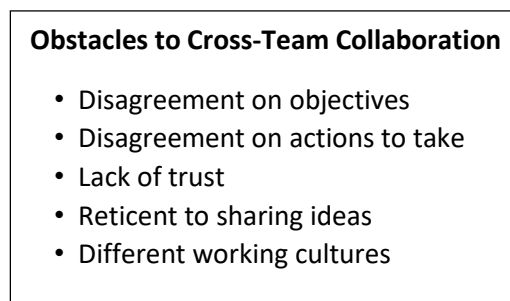 Obstacles to Cross-Team Collaboration
• Disagreement on objectives
• Disagreement on actions to take
• Lack of trust
• Reticent to sharing ideas
• Different working cultures